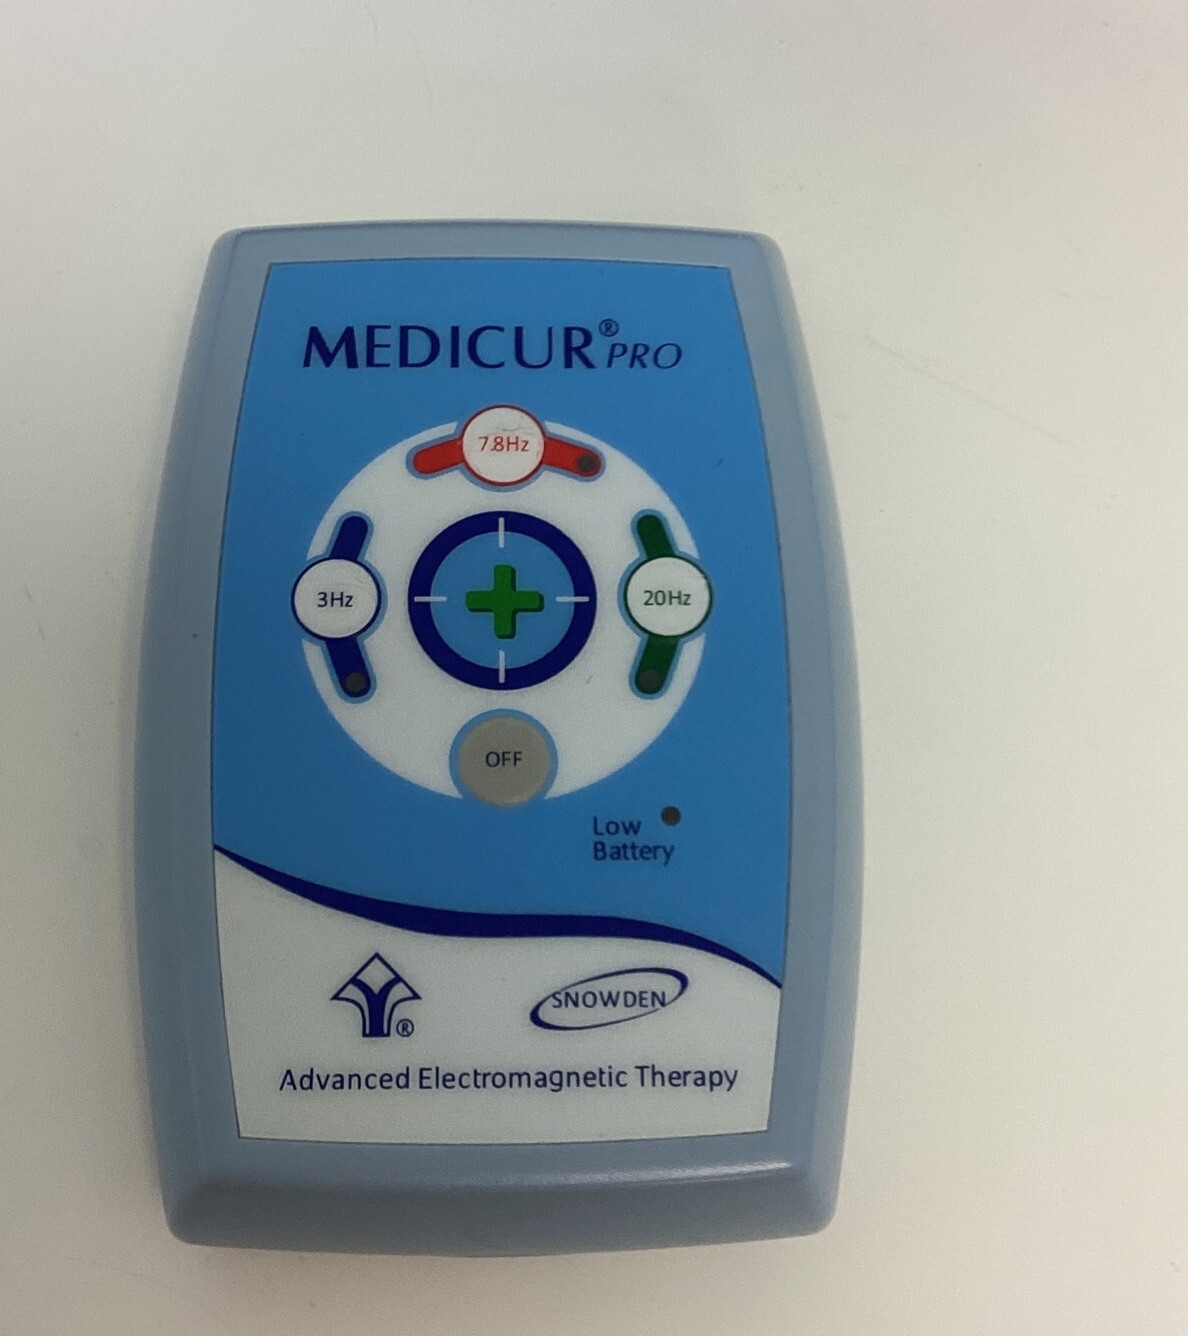 MEDICUR® PRO
7.8Hz
3Hz
20Hz
OFF
Low
Battery
®
SNOWDEN
Advanced Electromagnetic Therapy